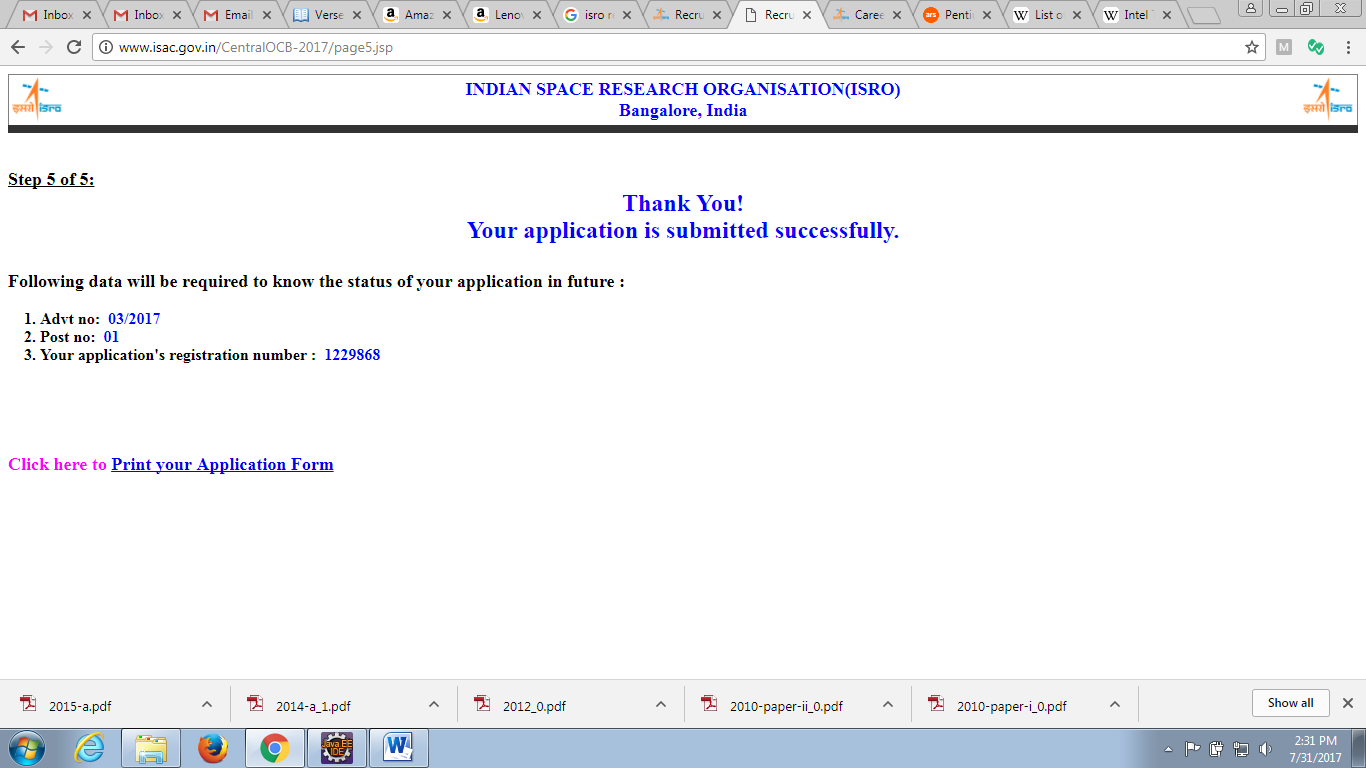 Inbox
Inbox
Email
Verse
Amaz
Lenov
isro r
Recru
Recru
Caree
ars
Penti
W List o
W Intel
www.isac.gov.in/CentralOCB-2017/page5.jsp
M
इसरो isro
INDIAN SPACE RESEARCH ORGANISATION(ISRO)
इसरो isro
Bangalore, India
Step 5 of 5:
Thank You!
Your application is submitted successfully.
Following data will be required to know the status of your application in future :
1. Advt no: 03/2017
2. Post no: 01
3. Your application's registration number : 1229868
Click here to Print your Application Form
2015-a.pdf
2014-a_1.pdf
2012_0.pdf
2010-paper-ii_0.pdf
2010-paper-i_0.pdf
Show all
Java EE
IDE
W
2:31 PM
7/31/2017